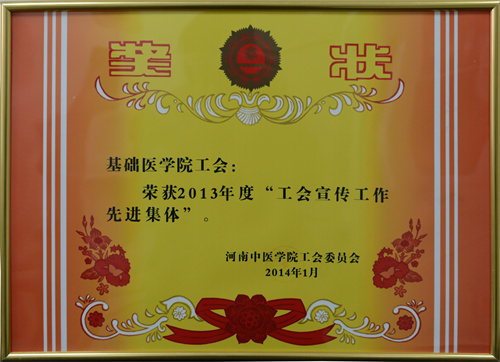 奖状
基础医学院工会：
荣获2013年度“工会宣传工作
先进集体”。
河南中医学院工会委员会
2014年1月